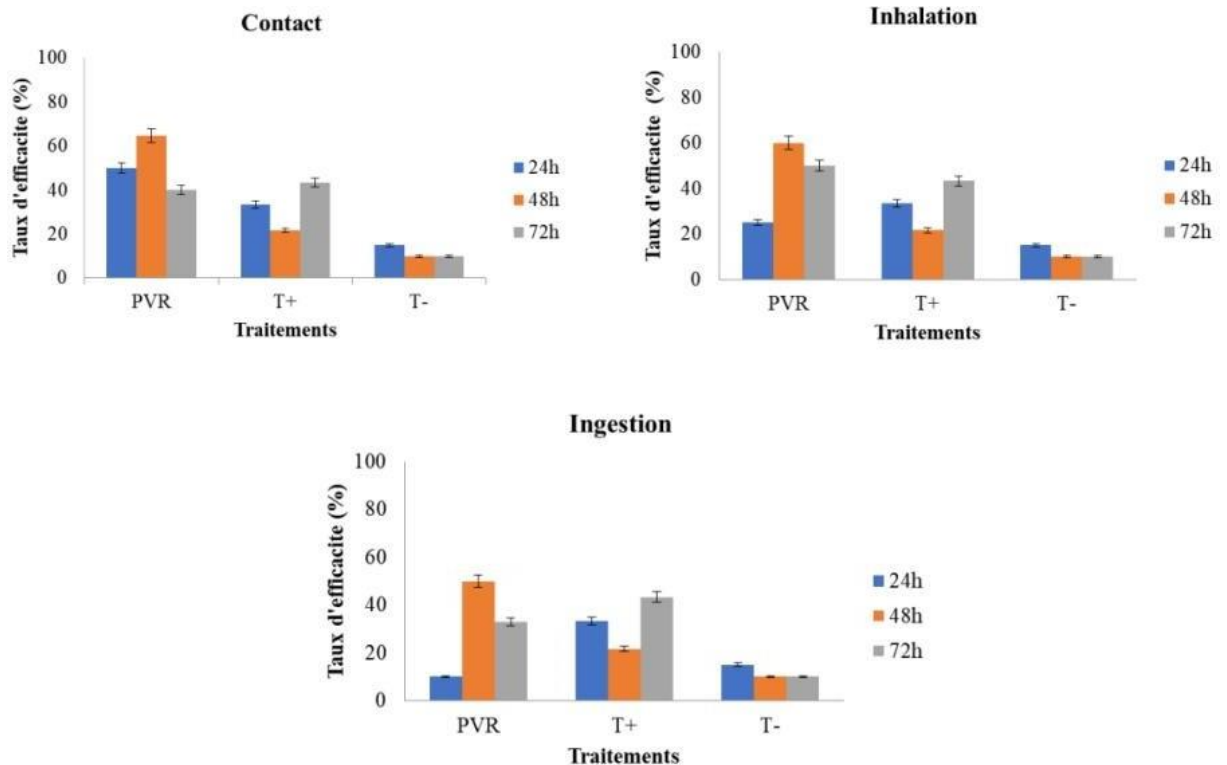 Contact
Taux d'efficacite (%)
100
80
60
40
20
0
PVR
T+
T-
Traitements
24h
48h
72h
Inhalation
Taux d'efficacite (%)
100
80
60
40
20
0
PVR
T+
T-
Traitements
24h
48h
72h
Ingestion
Taux d'efficacite (%)
100
80
60
40
20
0
PVR
T+
T-
Traitements
24h
48h
72h